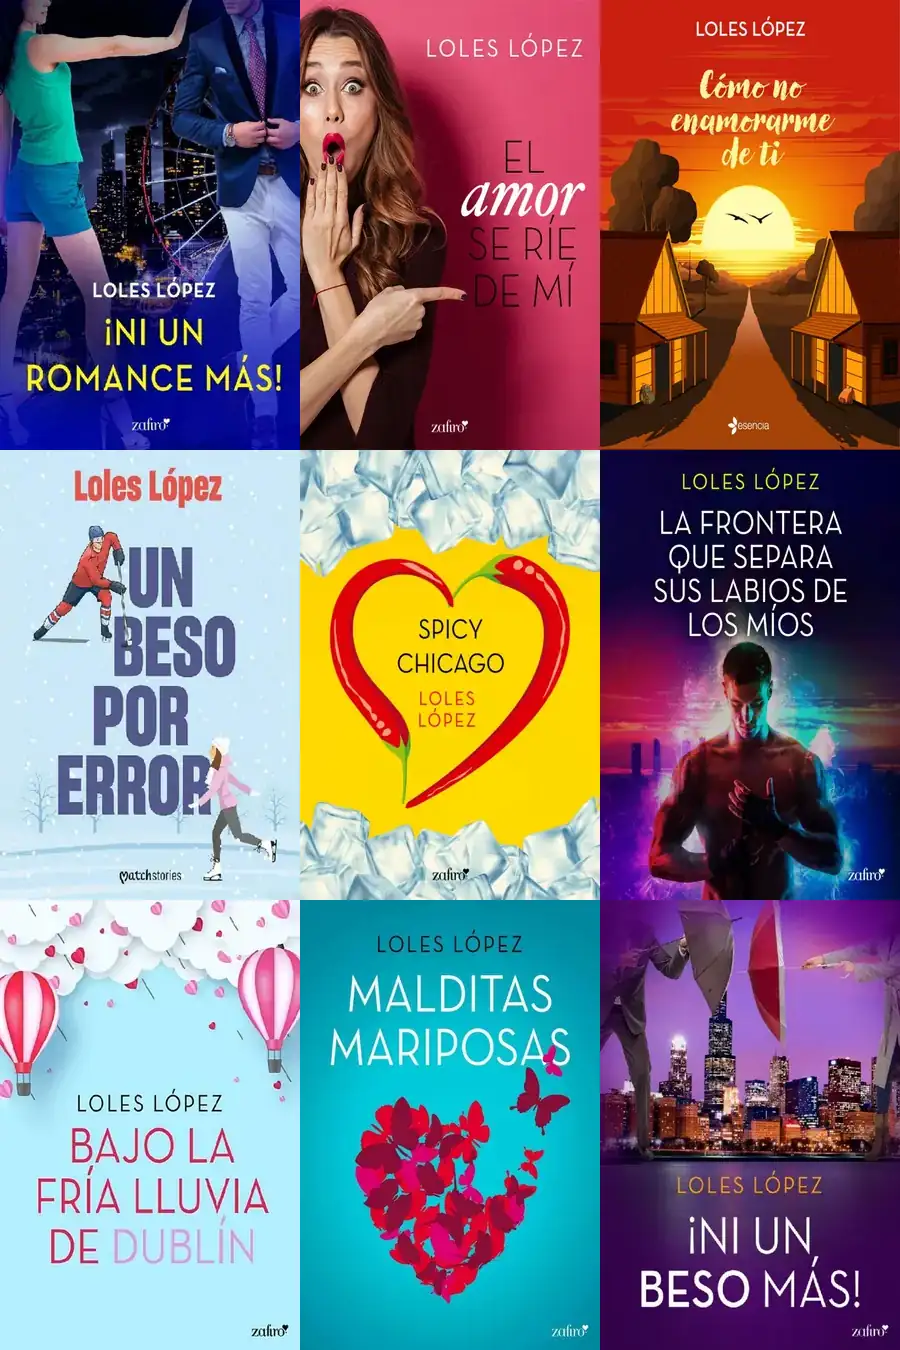 LOLES LÓPEZ
¡NI UN
ROMANCE MÁS!
zafiro
LOLES LÓPEZ
EL
amor
SE RÍE
DE MÍ
zafiro
LOLES LÓPEZ
Cómo no
enamorarme
de ti
esencia
Loles López
UN
BESO
POR
ERROR
matchstories
SPICY
CHICAGO
LOLES
LÓPEZ
zafiro
LOLES LÓPEZ
LA FRONTERA
QUE SEPARA
SUS LABIOS DE
LOS MÍOS
zafiro
LOLES LÓPEZ
BAJO LA
FRÍA LLUVIA
DE DUBLÍN
zafiro
LOLES LÓPEZ
MALDITAS
MARIPOSAS
zafiro
LOLES LÓPEZ
¡NI UN
BESO MÁS!
zafiro